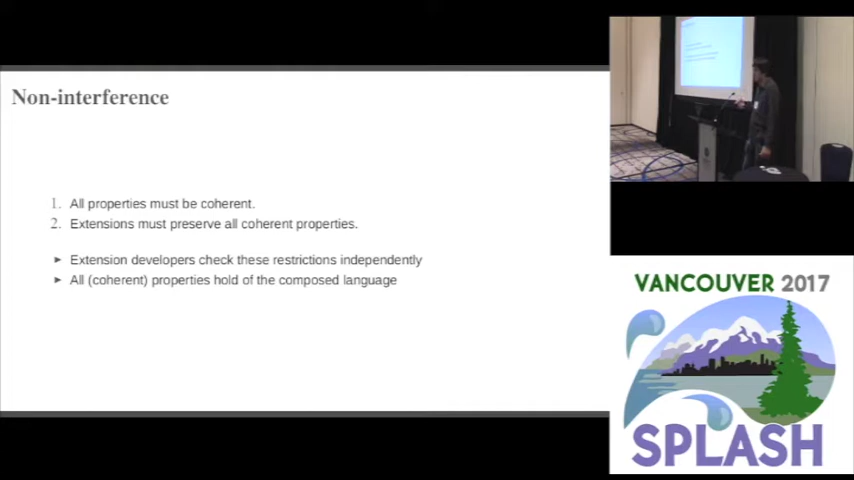 Non-interference
1. All properties must be coherent.
2. Extensions must preserve all coherent properties.
► Extension developers check these restrictions independently
► All (coherent) properties hold of the composed language
VANCOUVER 2017
SPLASH